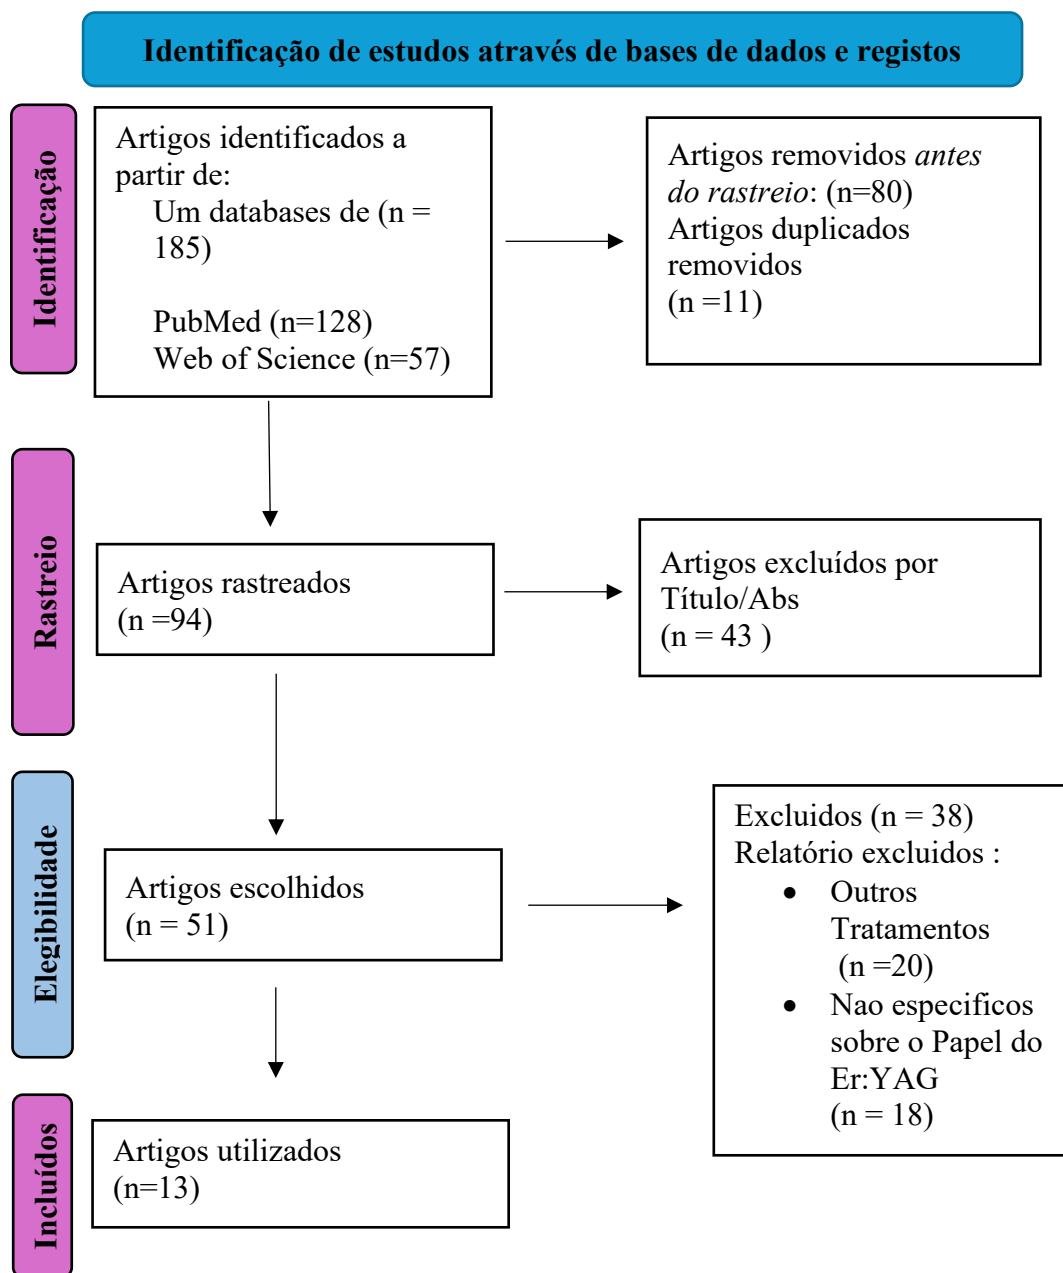 Identificação de estudos através de bases de dados e registos
Identificação
Artigos identificados a
partir de:
Um databases de (n =
185)
PubMed (n=128)
Web of Science (n=57)
Artigos removidos antes
do rastreio: (n=80)
Artigos duplicados
removidos
(n =11)
Rastreio
Artigos rastreados
(n =94)
Artigos excluídos por
Título/Abs
(n = 43 )
Elegibilidade
Artigos escolhidos
(n = 51)
Excluidos (n = 38)
Relatório excluidos :
• Outros
Tratamentos
(n =20)
• Nao especificos
sobre o Papel do
Er:YAG
(n = 18)
Incluídos
Artigos utilizados
(n=13)